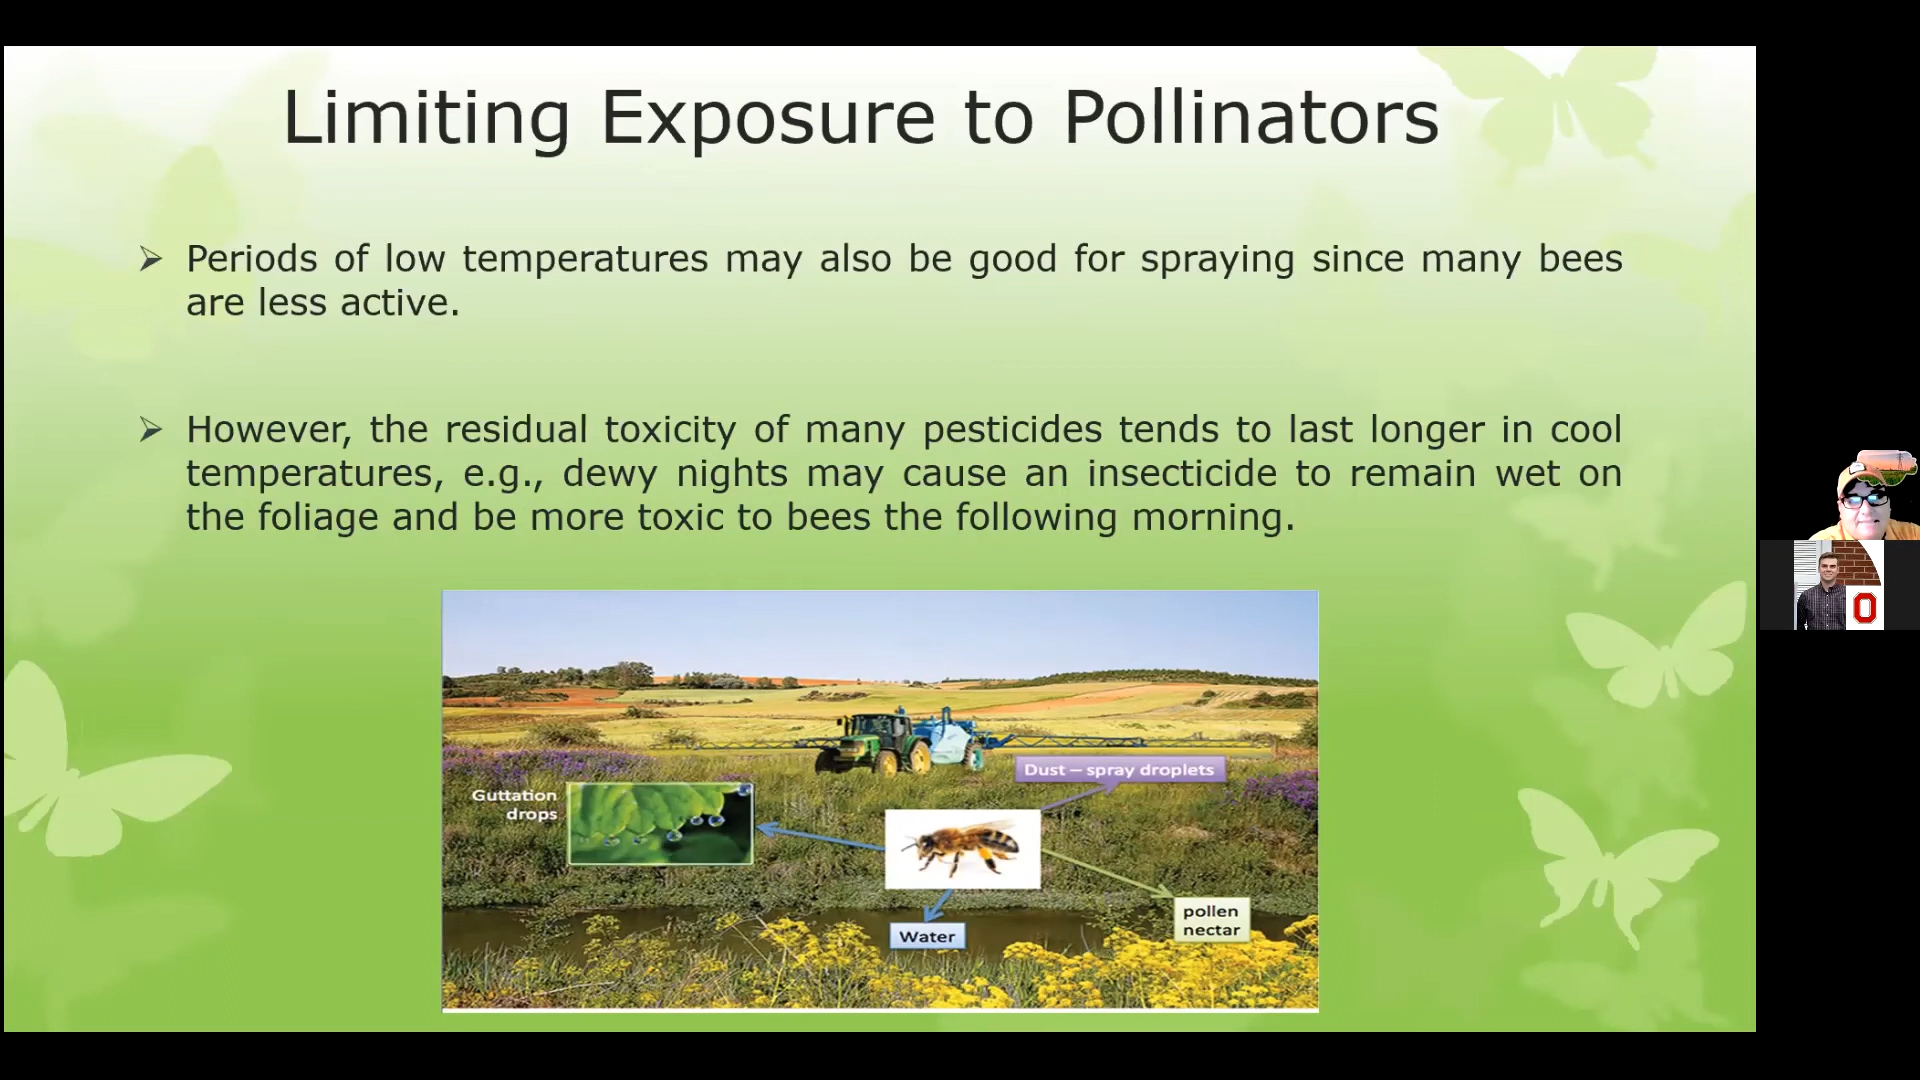 Limiting Exposure to Pollinators
Periods of low temperatures may also be good for spraying since many bees
are less active.
However, the residual toxicity of many pesticides tends to last longer in cool
temperatures, e.g., dewy nights may cause an insecticide to remain wet on
the foliage and be more toxic to bees the following morning.
Dust – spray droplets
Guttation
drops
Water
pollen
nectar
O